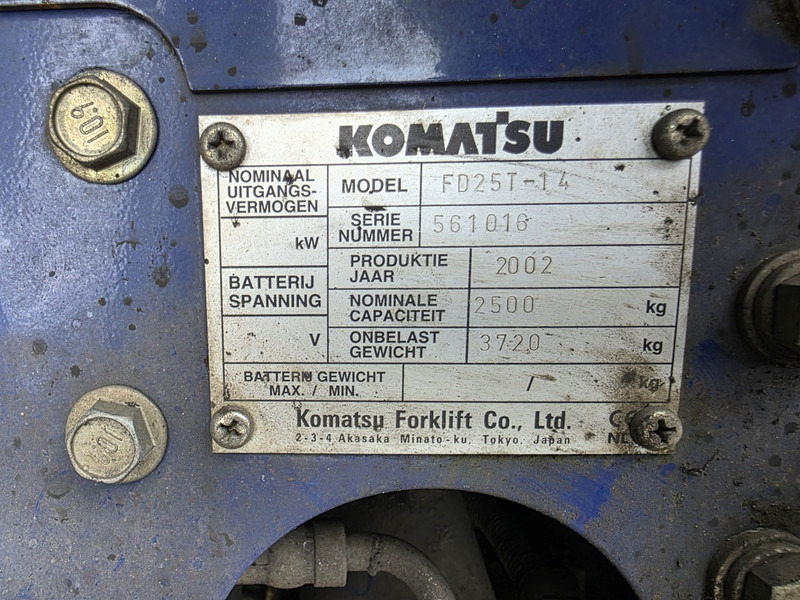 10.9
KOMATSU
NOMINAAL
UITGANGS-
VERMOGEN
MODEL FD25T-14
SERIE
NUMMER 561016
kW
PRODUKTIE
JAAR 2002
BATTERIJ
SPANNING
NOMINALE
CAPACITEIT 2500 kg
V
ONBELAST
GEWICHT 3720 kg
BATTERIJ GEWICHT
MAX. / MIN. / kg
Komatsu Forklift Co., Ltd.
2-3-4 Akasaka Minato-ku, Tokyo, Japan
NL